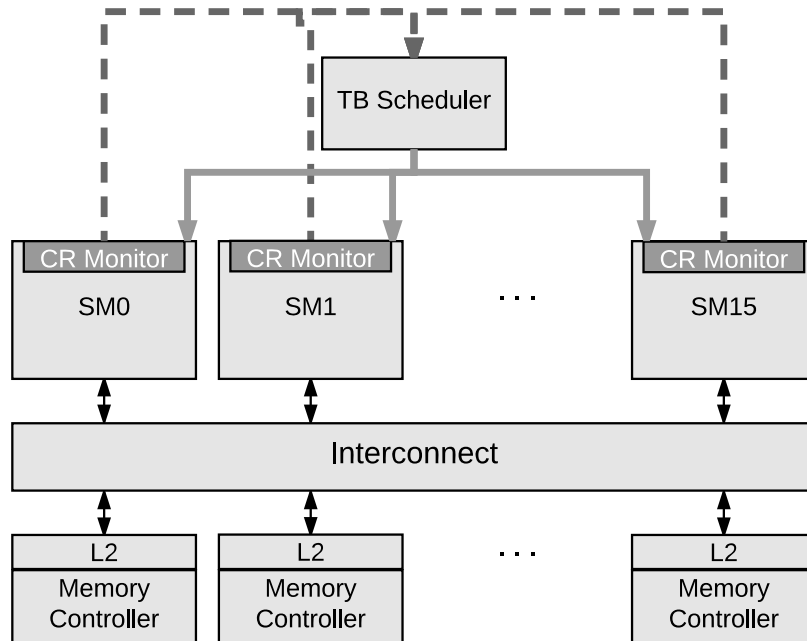 TB Scheduler
CR Monitor CR Monitor CR Monitor
SM0 SM1 . . . SM15
Interconnect
L2 L2 . . . L2
Memory Memory Memory
Controller Controller Controller